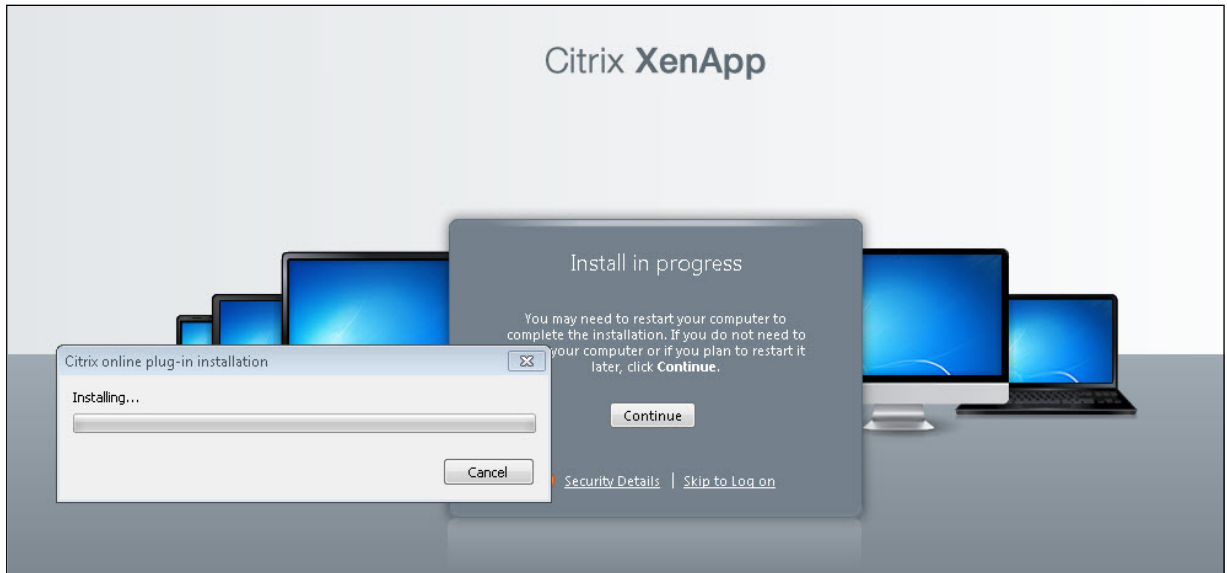 Citrix XenApp
Install in progress
You may need to restart your computer to
complete the installation. If you do not need to
your computer or if you plan to restart it
later, click Continue.
Continue
Security Details | Skip to Log on
Citrix online plug-in installation
Installing...
Cancel